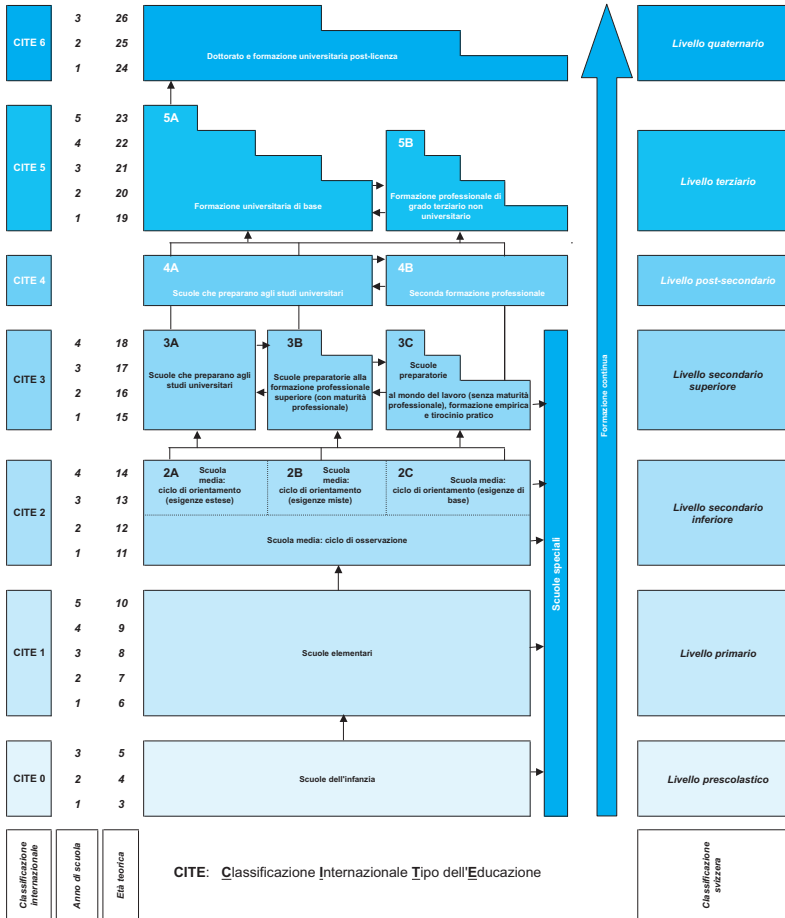 CITE 6
3 26
2 25
1 24
Dottorato e formazione universitaria post-licenza
Livello quaternario
CITE 5
5 23
4 22
3 21
2 20
1 19
5A
Formazione universitaria di base
5B
Formazione professionale di
grado terziario non
universitario
Livello terziario
CITE 4
4A
Scuole che preparano agli studi universitari
4B
Seconda formazione professionale
Livello post-secondario
CITE 3
4 18
3 17
2 16
1 15
3A
Scuole che preparano agli
studi universitari
3B
Scuole preparatorie alla
formazione professionale
superiore (con maturità
professionale)
3C
Scuole
preparatorie
al mondo del lavoro (senza maturità
professionale), formazione empirica
e tirocinio pratico
Livello secondario
superiore
CITE 2
4 14
3 13
2 12
1 11
2A Scuola
media:
ciclo di orientamento
(esigenze estese)
2B Scuola
media:
ciclo di orientamento
(esigenze miste)
2C Scuola media:
ciclo di orientamento (esigenze di
base)
Scuola media: ciclo di osservazione
Livello secondario
inferiore
CITE 1
5 10
4 9
3 8
2 7
1 6
Scuole elementari
Livello primario
CITE 0
3 5
2 4
1 3
Scuole dell'infanzia
Livello prescolastico
Scuole speciali
Formazione continua
Classificazione
internazionale
Anno di scuola
Età teorica
CITE: Classificazione Internazionale Tipo dell'Educazione
Classificazione
svizzera